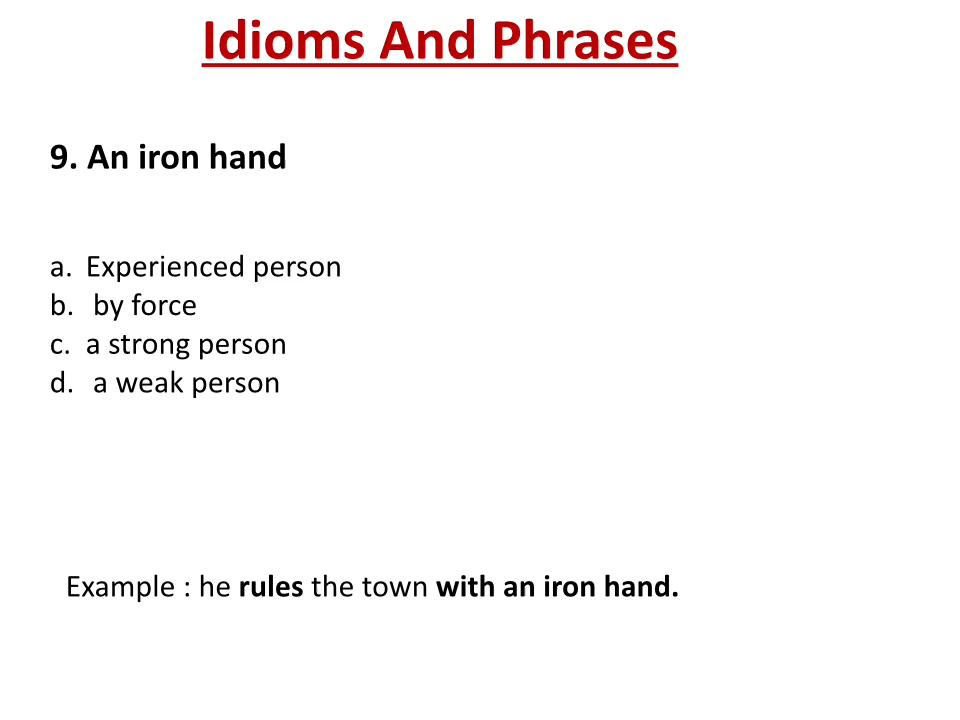 Idioms And Phrases
9. An iron hand
a. Experienced person
b. by force
c. a strong person
d. a weak person
Example : he rules the town with an iron hand.